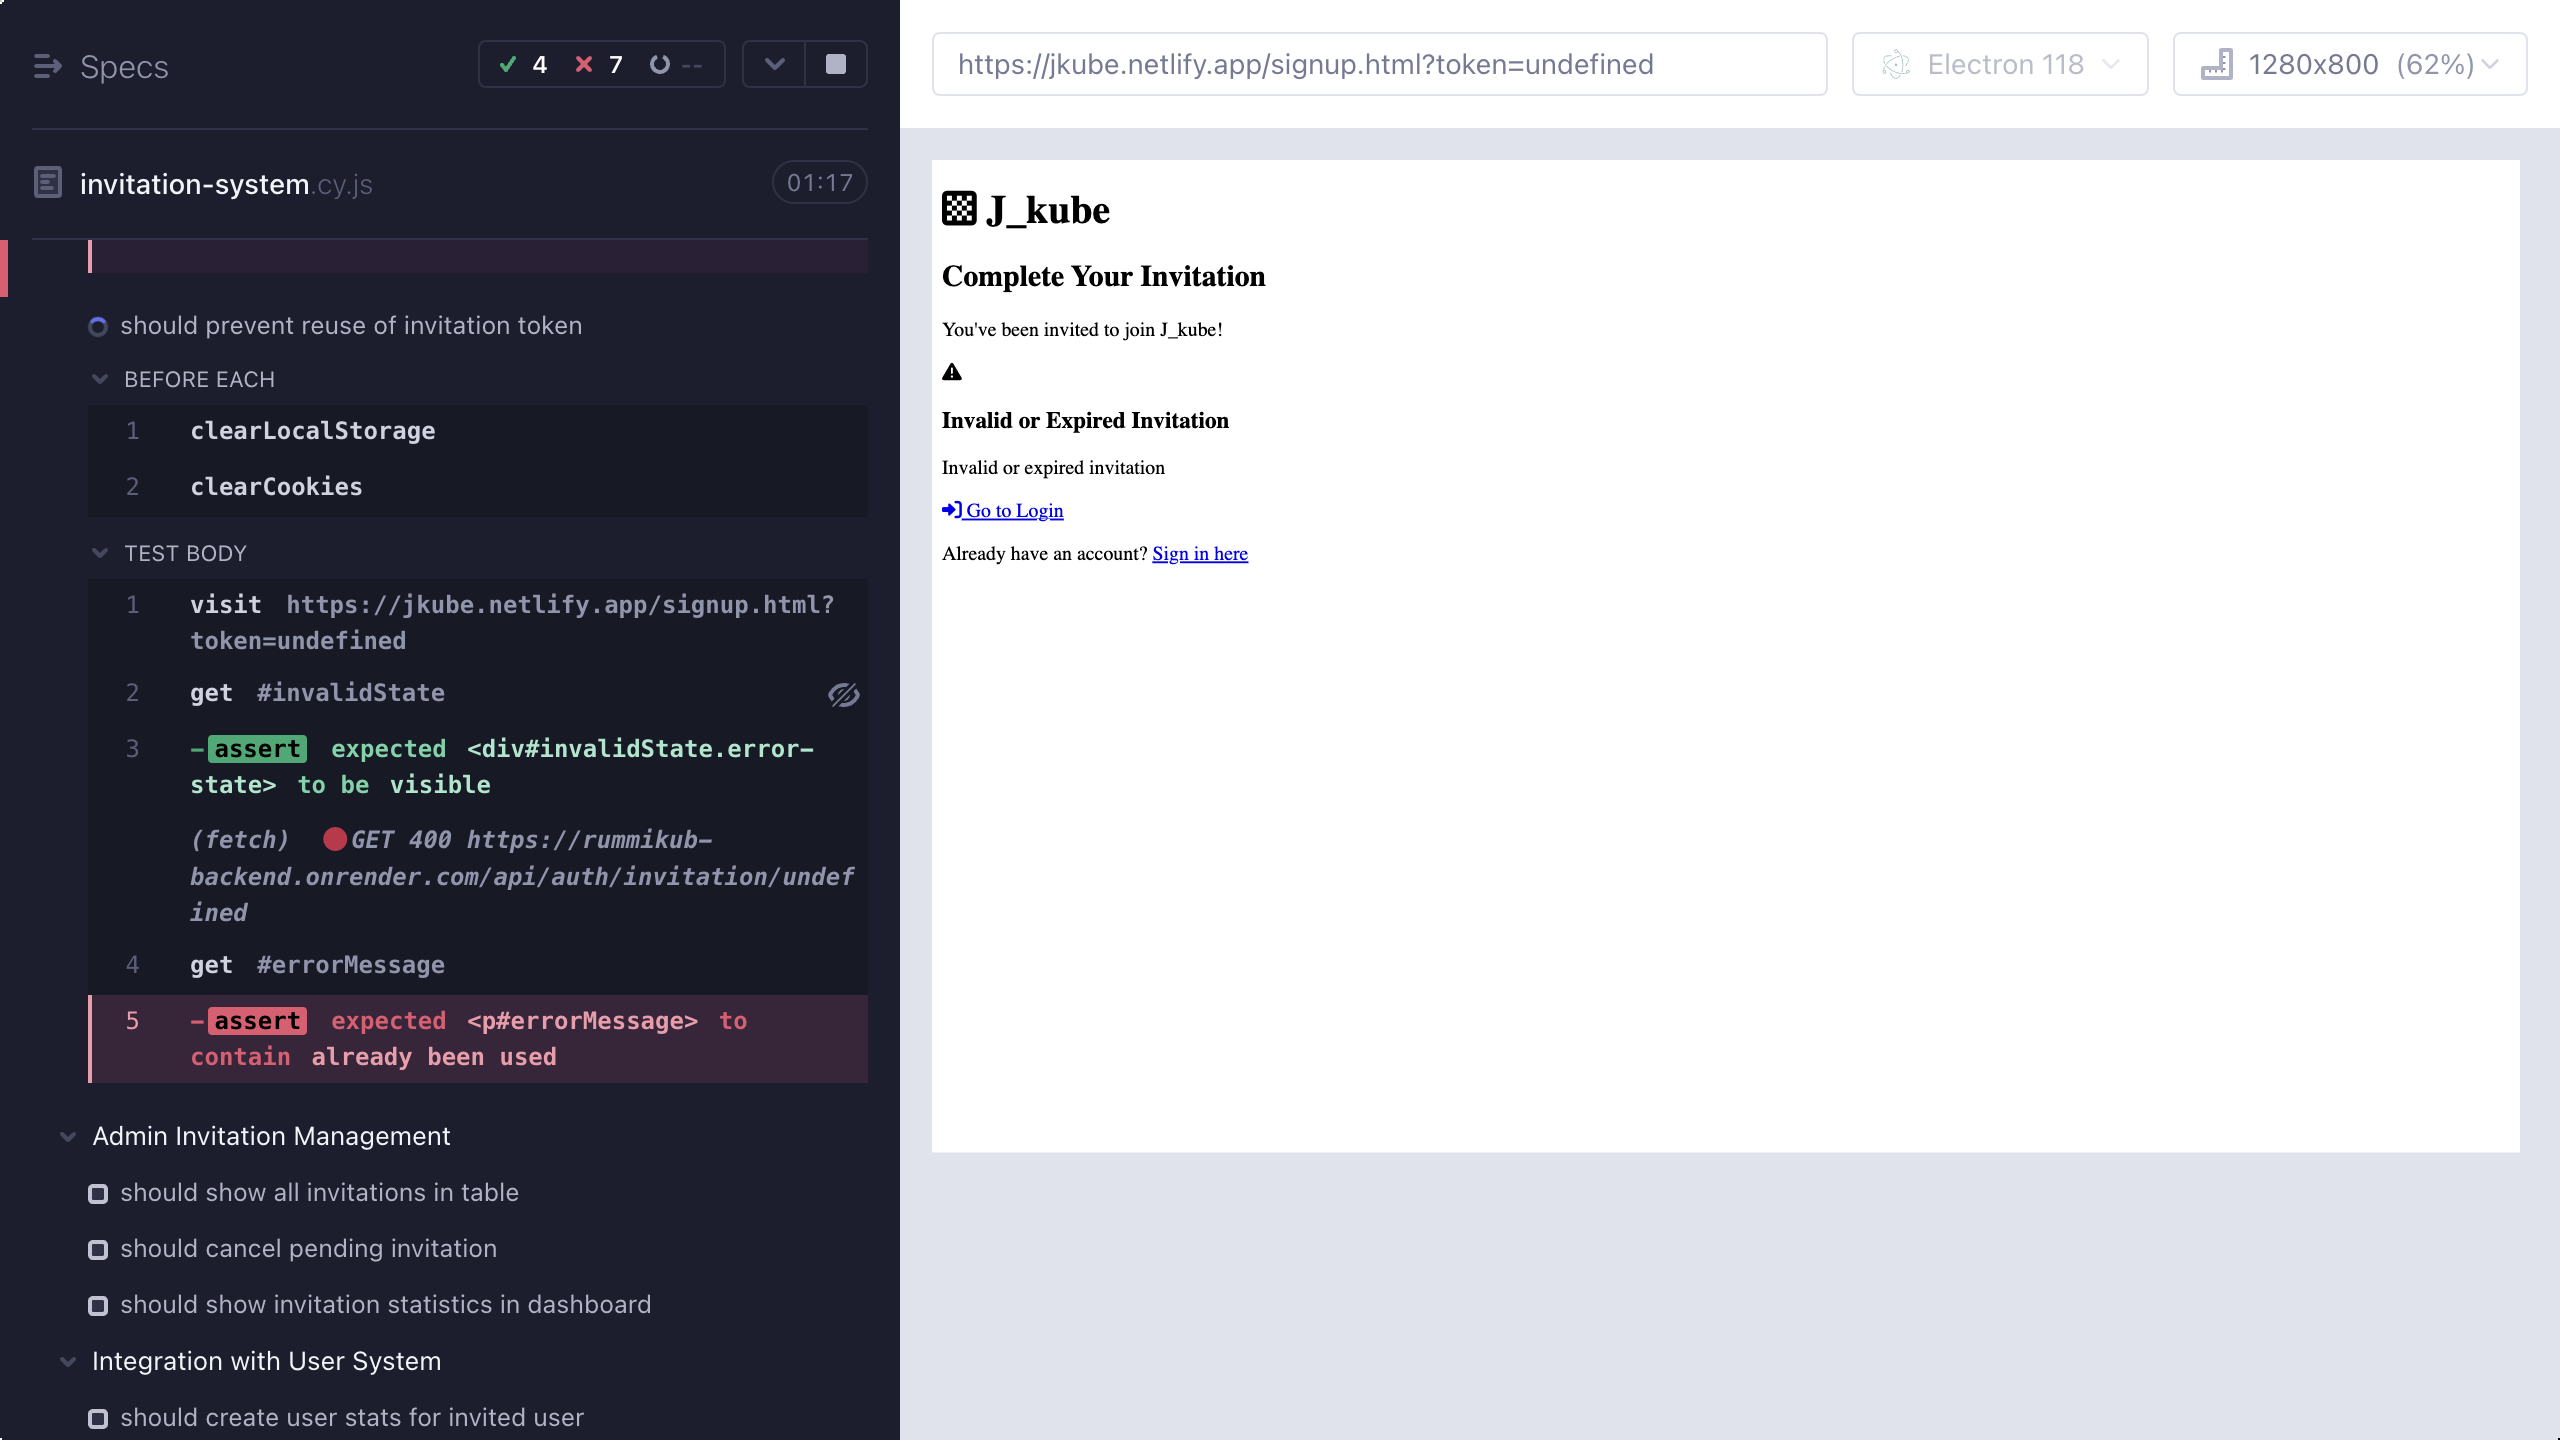 Specs
4 7 --
invitation-system.cy.js
01:17
should prevent reuse of invitation token
BEFORE EACH
1 clearLocalStorage
2 clearCookies
TEST BODY
1 visit https://jkube.netlify.app/signup.html?
token=undefined
2 get #invalidState
3 -assert expected <div#invalidState.error-
state> to be visible
(fetch) GET 400 https://rummikub-
backend.onrender.com/api/auth/invitation/undef
ined
4 get #errorMessage
5 -assert expected <p#errorMessage> to
contain already been used
Admin Invitation Management
should show all invitations in table
should cancel pending invitation
should show invitation statistics in dashboard
Integration with User System
should create user stats for invited user
https://jkube.netlify.app/signup.html?token=undefined
Electron 118
1280x800 (62%)
J_kube
Complete Your Invitation
You've been invited to join J_kube!
Invalid or Expired Invitation
Invalid or expired invitation
Go to Login
Already have an account? Sign in here